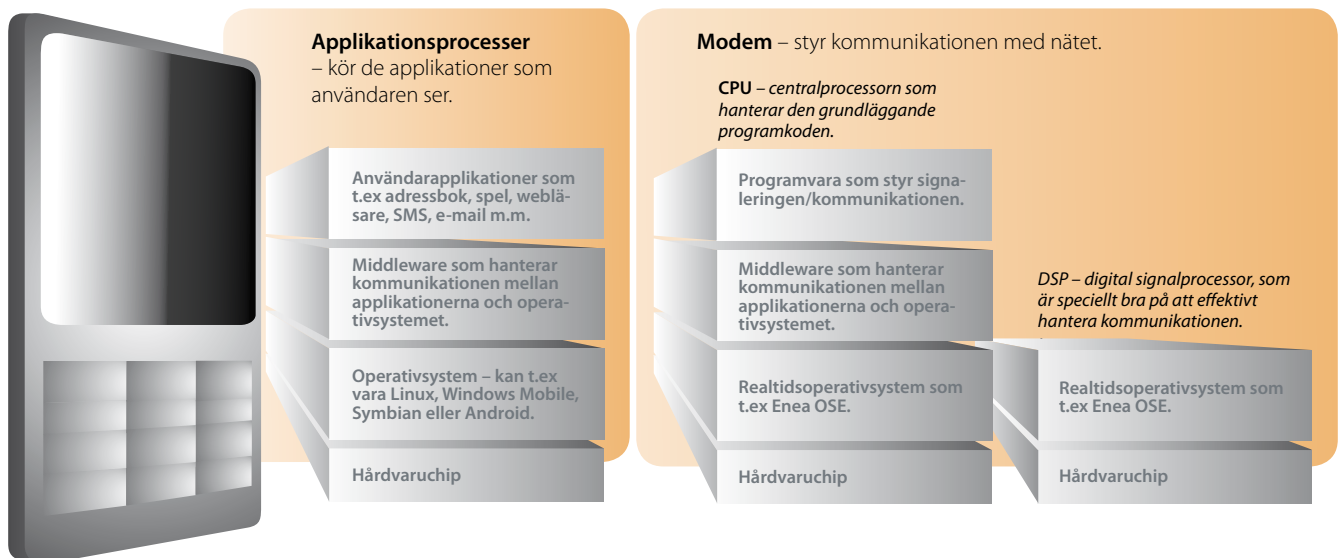 Applikationsprocesser
– kör de applikationer som
användaren ser.
Användarapplikationer som
t.ex adressbok, spel, weblä-
sare, SMS, e-mail m.m.
Middleware som hanterar
kommunikationen mellan
applikationerna och opera-
tivsystemet.
Operativsystem – kan t.ex
vara Linux, Windows Mobile,
Symbian eller Android.
Hårdvaruchip
Modem – styr kommunikationen med nätet.
CPU – centralprocessorn som
hanterar den grundläggande
programkoden.
Programvara som styr signa-
leringen/kommunikationen.
Middleware som hanterar
kommunikationen mellan
applikationerna och opera-
tivsystemet.
Realtidsoperativsystem som
t.ex Enea OSE.
Hårdvaruchip
DSP – digital signalprocessor, som
är speciellt bra på att effektivt
hantera kommunikationen.
Realtidsoperativsystem som
t.ex Enea OSE.
Hårdvaruchip